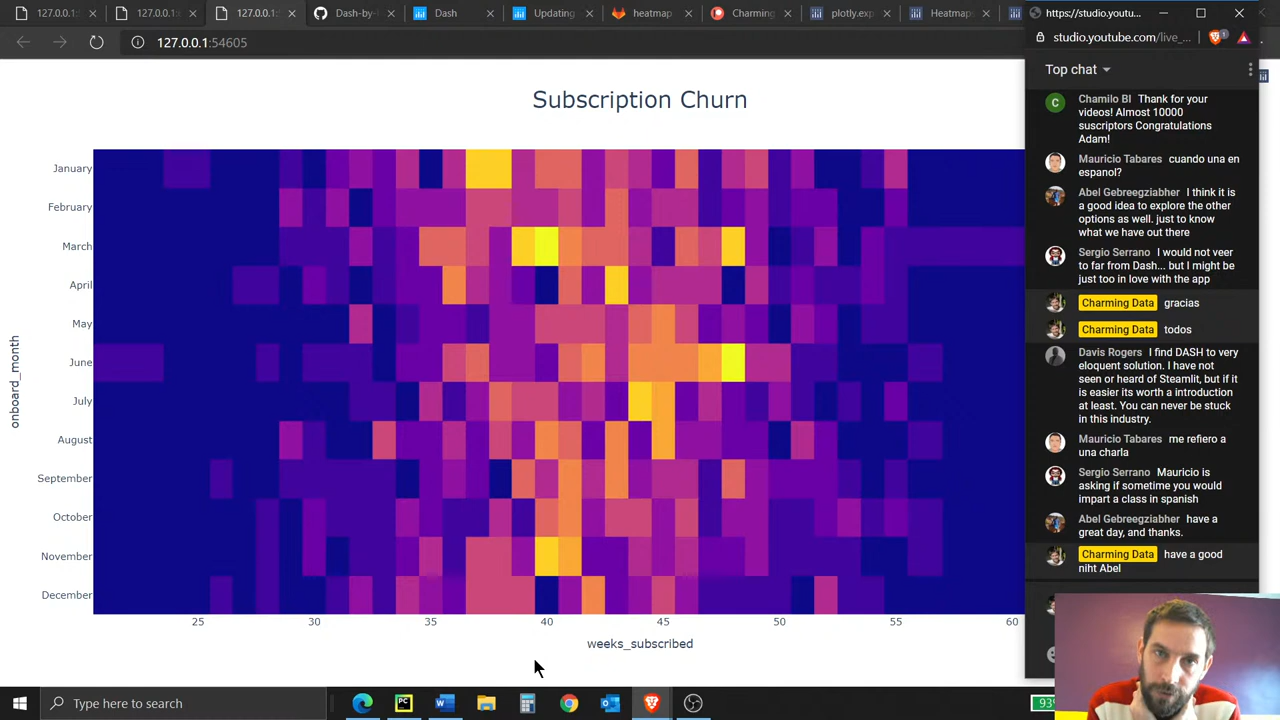 127.0.0.1:
127.0.0.1:
127.0.0.1:
Dash-by-
Dash
Updating
heatmap
Charming
plotly.exp
Heatmaps
https://studio.youtu...
127.0.0.1:54605
studio.youtube.com/live_...
1
Top chat
Subscription Churn
January
February
March
April
May
June
July
August
September
October
November
December
onboard_month
25
30
35
40
45
50
55
60
weeks_subscribed
C
Chamilo BI Thank for your
videos! Almost 10000
suscriptors Congratulations
Adam!
Mauricio Tabares cuando una en
espanol?
Abel Gebreegziabher I think it is
a good idea to explore the other
options as well. just to know
what we have out there
Sergio Serrano I would not veer
to far from Dash... but I might be
just too in love with the app
Charming Data gracias
Charming Data todos
Davis Rogers I find DASH to very
eloquent solution. I have not
seen or heard of Steamlit, but if it
is easier its worth a introduction
at least. You can never be stuck
in this industry.
Mauricio Tabares me refiero a
una charla
Sergio Serrano Mauricio is
asking if sometime you would
impart a class in spanish
Abel Gebreegziabher have a
great day, and thanks.
Charming Data have a good
niht Abel
Type here to search
PC
93%